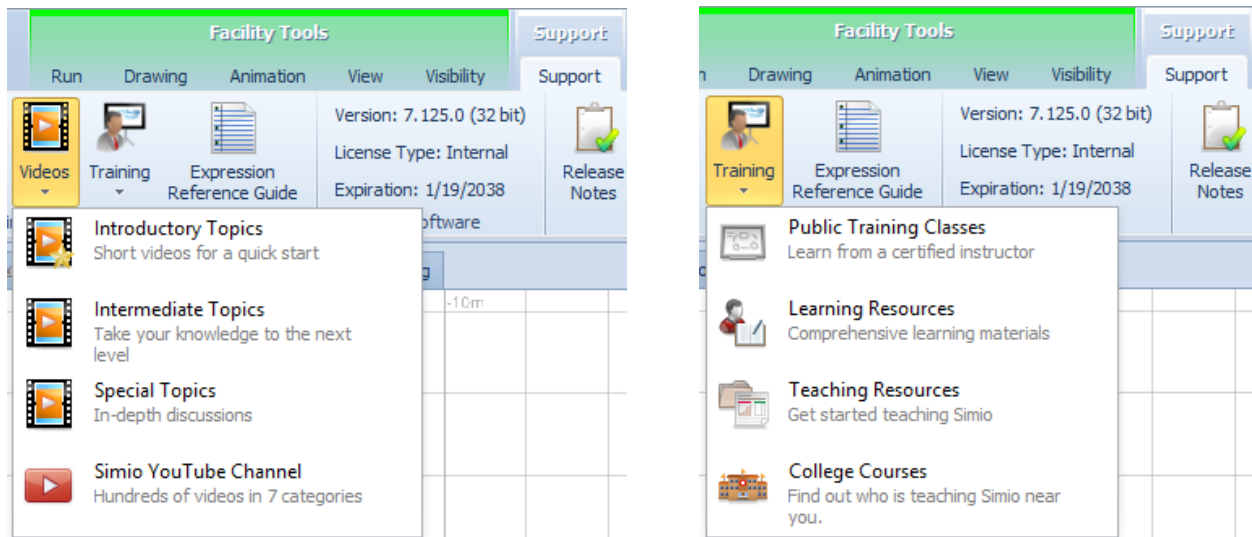 Facility Tools
Support
Run
Drawing
Animation
View
Visibility
Support
Videos
Training
Expression
Reference Guide
Version: 7.125.0 (32 bit)
License Type: Internal
Expiration: 1/19/2038
Release
Notes
oftware
Introductory Topics
Short videos for a quick start
Intermediate Topics
Take your knowledge to the next
level
Special Topics
In-depth discussions
Simio YouTube Channel
Hundreds of videos in 7 categories
g
-10m
Facility Tools
Support
n
Drawing
Animation
View
Visibility
Support
Training
Expression
Reference Guide
Version: 7.125.0 (32 bit)
License Type: Internal
Expiration: 1/19/2038
Release
Notes
Public Training Classes
Learn from a certified instructor
Learning Resources
Comprehensive learning materials
Teaching Resources
Get started teaching Simio
College Courses
Find out who is teaching Simio near
you.